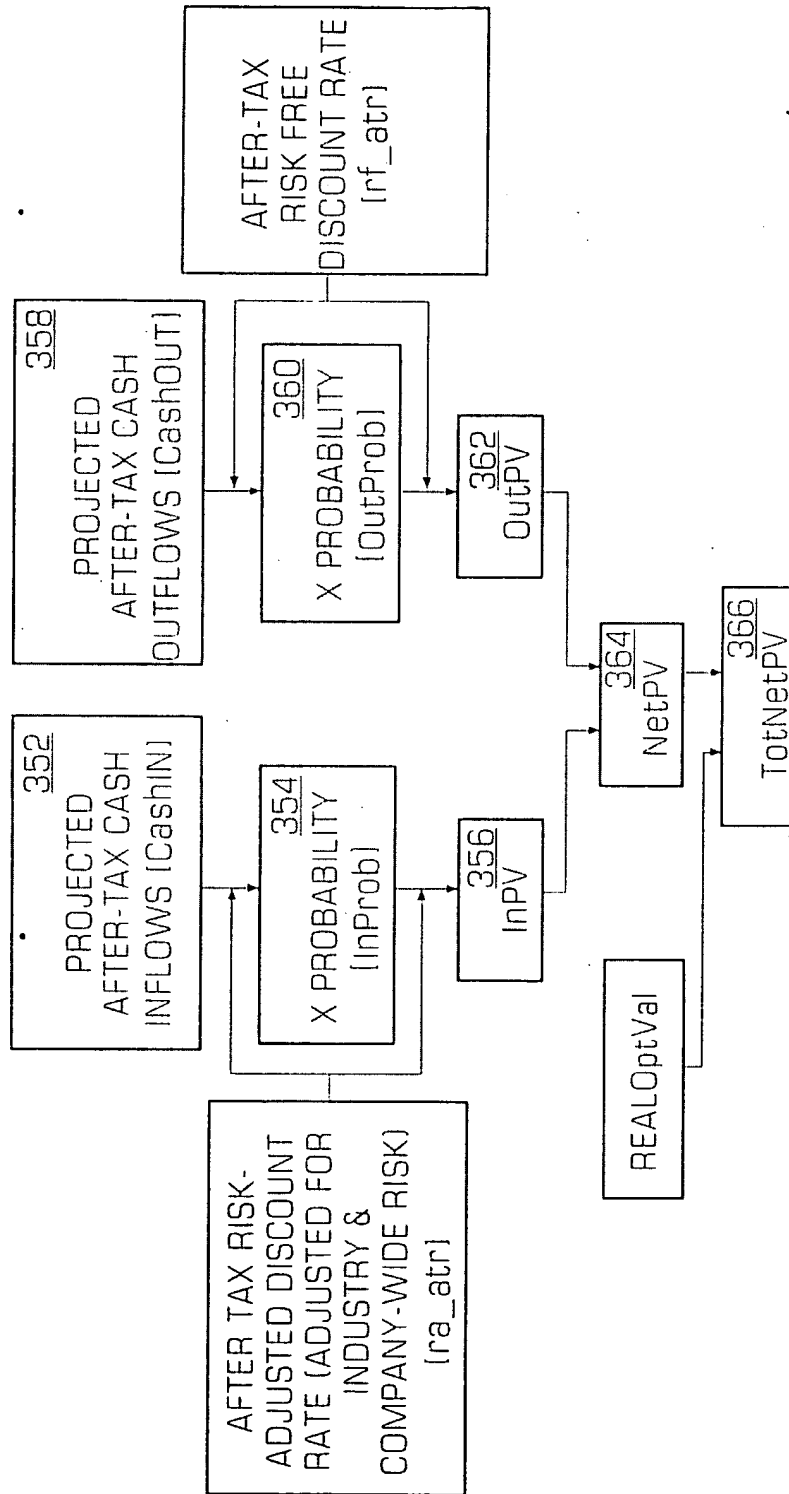 352
PROJECTED
AFTER-TAX CASH
INFLOWS [CashIN]
358
PROJECTED
AFTER-TAX CASH
OUTFLOWS [CashOUT]
AFTER TAX RISK-
ADJUSTED DISCOUNT
RATE (ADJUSTED FOR
INDUSTRY &
COMPANY-WIDE RISK)
[ra_atr]
354
X PROBABILITY
[InProb]
360
X PROBABILITY
[OutProb]
AFTER-TAX
RISK FREE
DISCOUNT RATE
[rf_atr]
356
InPV
362
OutPV
364
NetPV
REALOptVal
366
TotNetPV